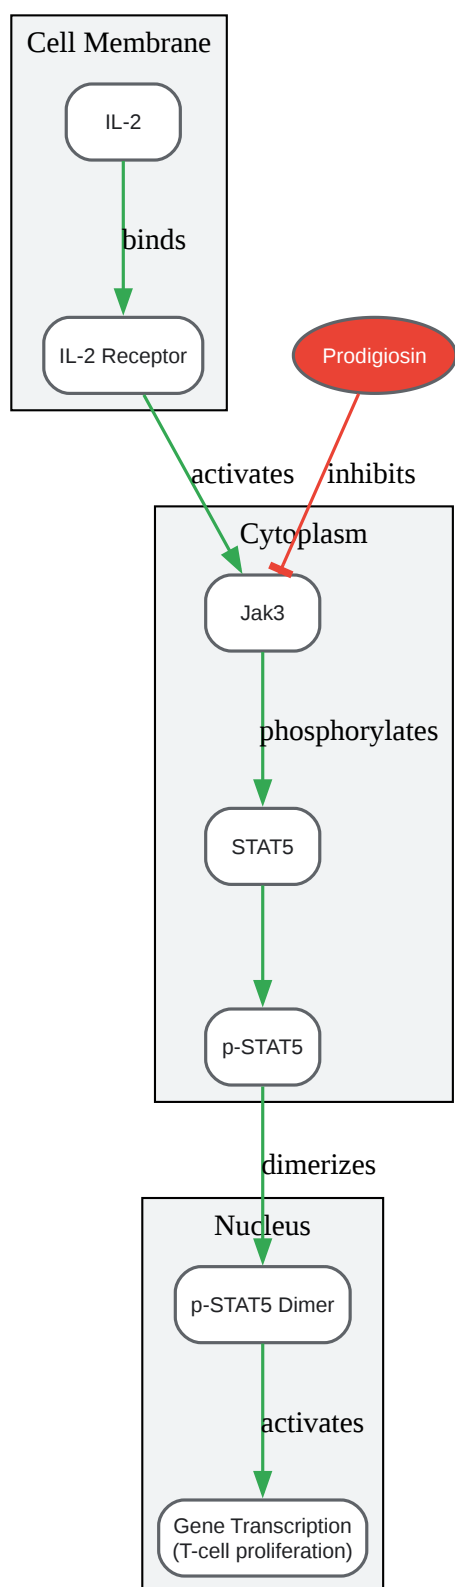 Cell Membrane
IL-2
binds
IL-2 Receptor
Prodigiosin
activates
inhibits
Cytoplasm
Jak3
phosphorylates
STAT5
p-STAT5
dimerizes
Nucleus
p-STAT5 Dimer
activates
Gene Transcription
(T-cell proliferation)